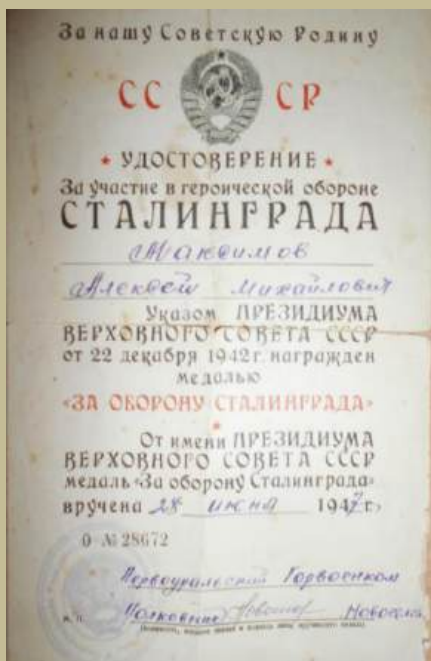 За нашу Советскую Родину
СС СР
УДОСТОВЕРЕНИЕ
За участие в героической обороне
СТАЛИНГРАДА
Максимов
Алексей Михайлович
Указом ПРЕЗИДИУМА
ВЕРХОВНОГО СОВЕТА СССР
от 22 декабря 1942 г. награжден
медалью
«ЗА ОБОРОНУ СТАЛИНГРАДА»
От имени ПРЕЗИДИУМА
ВЕРХОВНОГО СОВЕТА СССР
медаль «За оборону Сталинграда»
вручена 28 июня 1947 г.
О № 28672
Первоуральский Горвоенком
М. П. Полковник